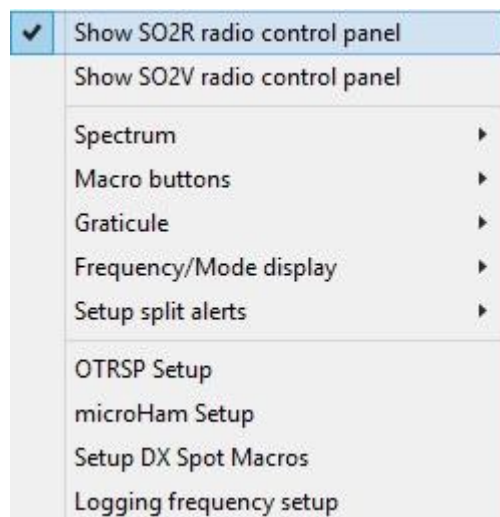 Show SO2R radio control panel
Show SO2V radio control panel
Spectrum
Macro buttons
Graticule
Frequency/Mode display
Setup split alerts
OTRSP Setup
microHam Setup
Setup DX Spot Macros
Logging frequency setup